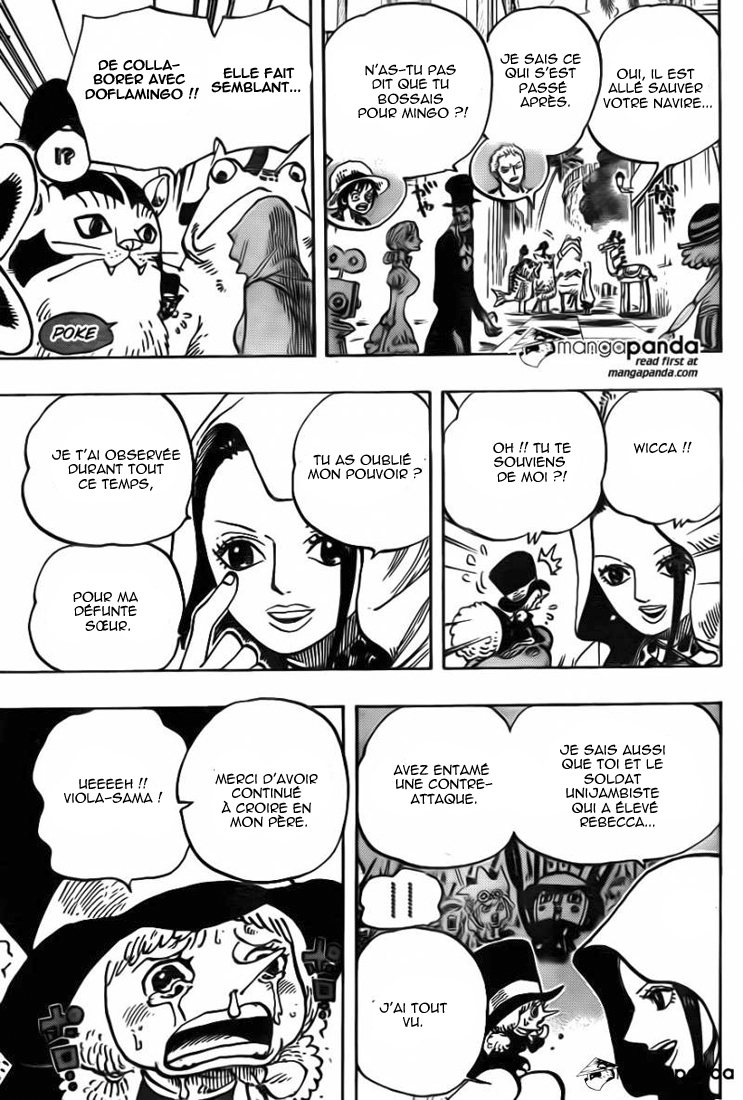 OUI, IL EST
ALLÉ SAUVER
VOTRE NAVIRE...
JE SAIS CE
QUI S'EST
PASSÉ
APRÈS.
N'AS-TU PAS
DIT QUE TU
BOSSAIS
POUR MINGO ?!
ELLE FAIT
SEMBLANT...
DE COLLA-
BORER AVEC
DOFLAMINGO !!
!?
POKE
mangapanda
read first at
mangapanda.com
WICCA !!
OH !! TU TE
SOUVIENS
DE MOI ?!
TU AS OUBLIÉ
MON POUVOIR ?
JE T'AI OBSERVÉE
DURANT TOUT
CE TEMPS,
POUR MA
DÉFUNTE
SŒUR.
JE SAIS AUSSI
QUE TOI ET LE
SOLDAT
UNIJAMBISTE
QUI A ÉLEVÉ
REBECCA...
AVEZ ENTAMÉ
UNE CONTRE-
ATTAQUE.
!!
J'AI TOUT
VU.
MERCI D'AVOIR
CONTINUÉ
À CROIRE EN
MON PÈRE.
UEEEEH !!
VIOLA-SAMA !
mangapanda